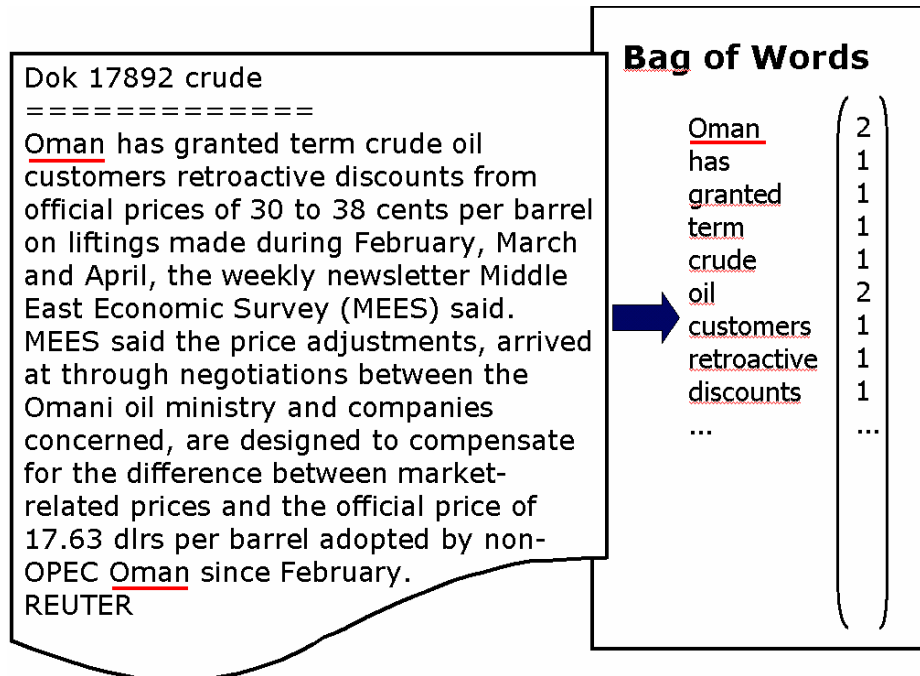 Dok 17892 crude
=============
Oman has granted term crude oil
customers retroactive discounts from
official prices of 30 to 38 cents per barrel
on liftings made during February, March
and April, the weekly newsletter Middle
East Economic Survey (MEES) said.
MEES said the price adjustments, arrived
at through negotiations between the
Omani oil ministry and companies
concerned, are designed to compensate
for the difference between market-
related prices and the official price of
17.63 dlrs per barrel adopted by non-
OPEC Oman since February.
REUTER
Bag of Words
Oman 2
has 1
granted 1
term 1
crude 1
oil 2
customers 1
retroactive 1
discounts 1
... ...